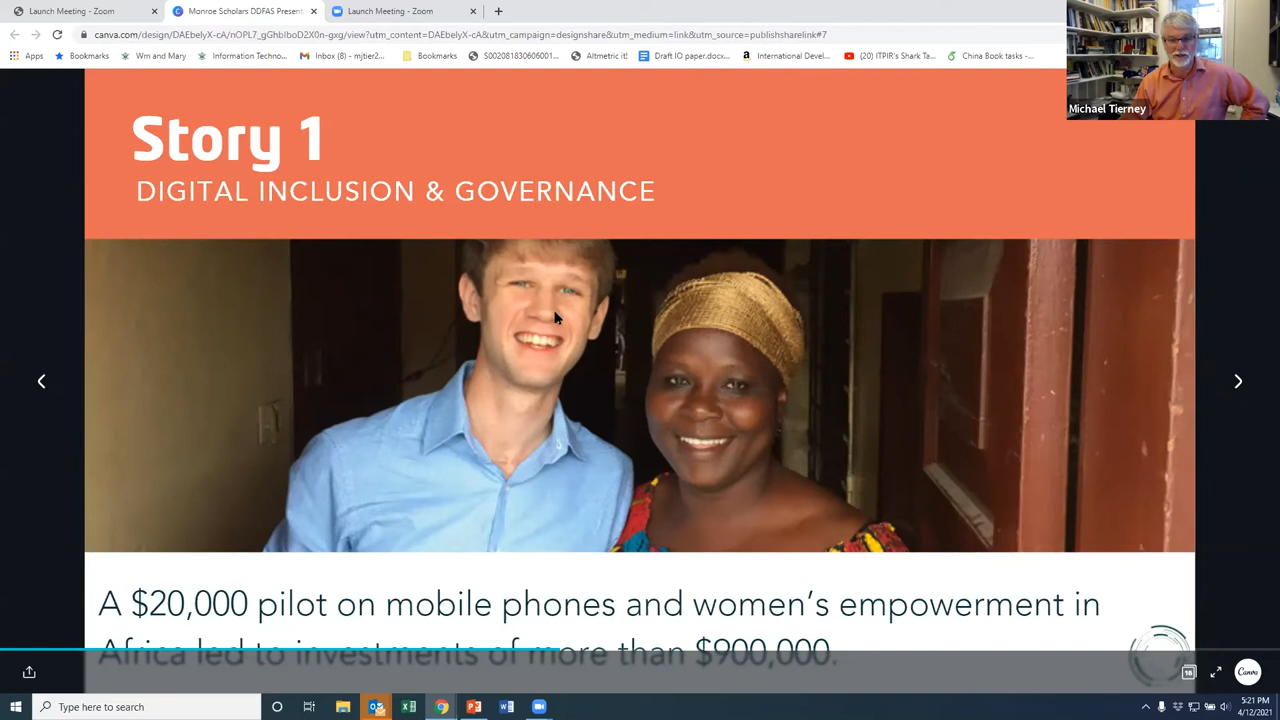 Launch Meeting - Zoom
Monroe Scholars DDFAS Present
Launch Meeting - Zoom
canva.com/design/DAEbelyX-cA/nOPL7_gGhbIboD2X0n-gxg/view?utm_content=DAEbelyX-cA&utm_campaign=designshare&utm_medium=link&utm_source=publishsharelink#7
Apps
Bookmarks
Wm and Mary
Information Techno...
Inbox (8) - mjtier2...
Bookmarks
S002081830606001...
Altmetric it!
Draft IO paper.docx...
International Devel...
(20) ITPIR's Shark Ta...
China Book tasks -...
Michael Tierney
Story 1
DIGITAL INCLUSION & GOVERNANCE
A $20,000 pilot on mobile phones and women's empowerment in
Africa led to investments of more than $900,000.
16
Canva
Type here to search
5:21 PM
4/12/2021